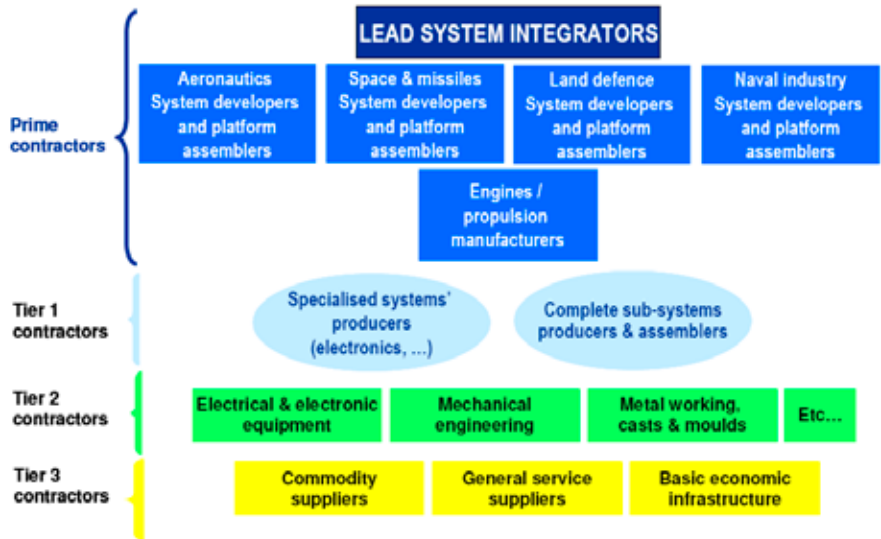 LEAD SYSTEM INTEGRATORS
Prime
contractors
Aeronautics
System developers
and platform
assemblers
Space & missiles
System developers
and platform
assemblers
Land defence
System developers
and platform
assemblers
Naval industry
System developers
and platform
assemblers
Engines /
propulsion
manufacturers
Tier 1
contractors
Specialised systems'
producers
(electronics, ...)
Complete sub-systems
producers & assemblers
Tier 2
contractors
Electrical & electronic
equipment
Mechanical
engineering
Metal working,
casts & moulds
Etc...
Tier 3
contractors
Commodity
suppliers
General service
suppliers
Basic economic
infrastructure